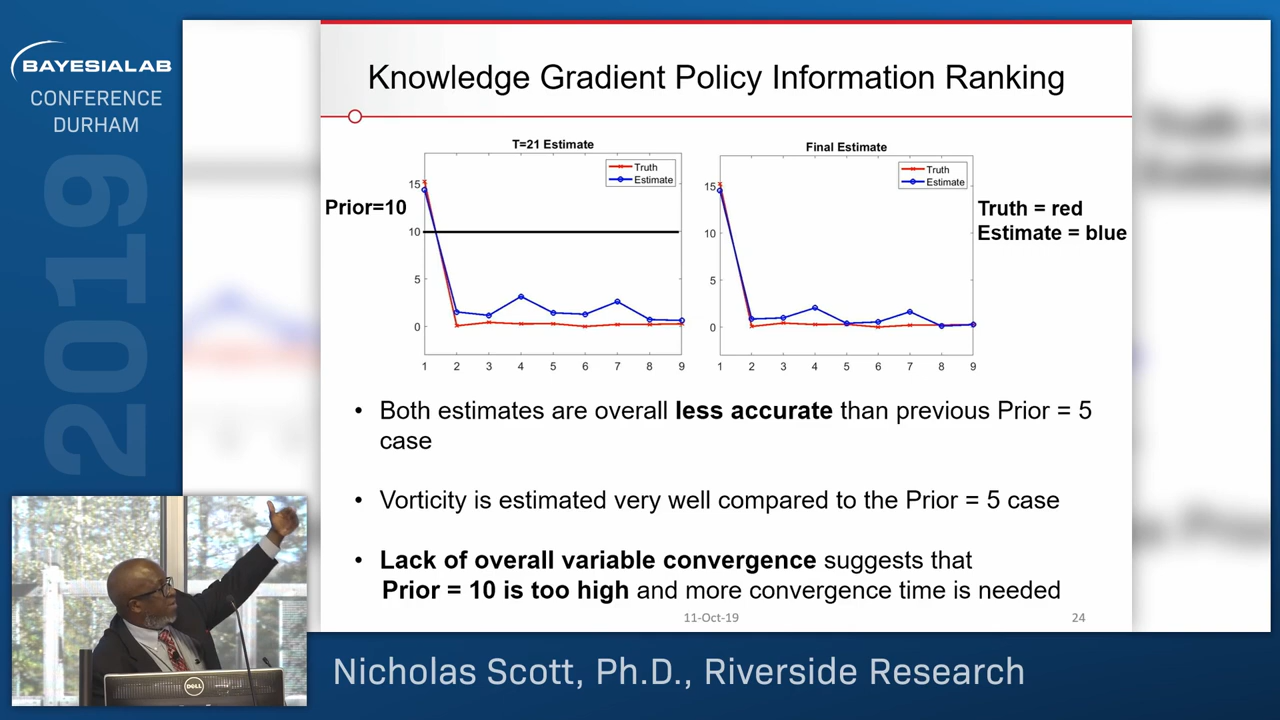 BAYESIALAB
CONFERENCE
DURHAM
2019
Knowledge Gradient Policy Information Ranking
T=21 Estimate
Truth
Estimate
15
10
5
0
1 2 3 4 5 6 7 8 9
Prior=10
Final Estimate
Truth
Estimate
15
10
5
0
1 2 3 4 5 6 7 8 9
Truth = red
Estimate = blue
• Both estimates are overall less accurate than previous Prior = 5
case
• Vorticity is estimated very well compared to the Prior = 5 case
• Lack of overall variable convergence suggests that
Prior = 10 is too high and more convergence time is needed
11-Oct-19
24
DELL
Nicholas Scott, Ph.D., Riverside Research